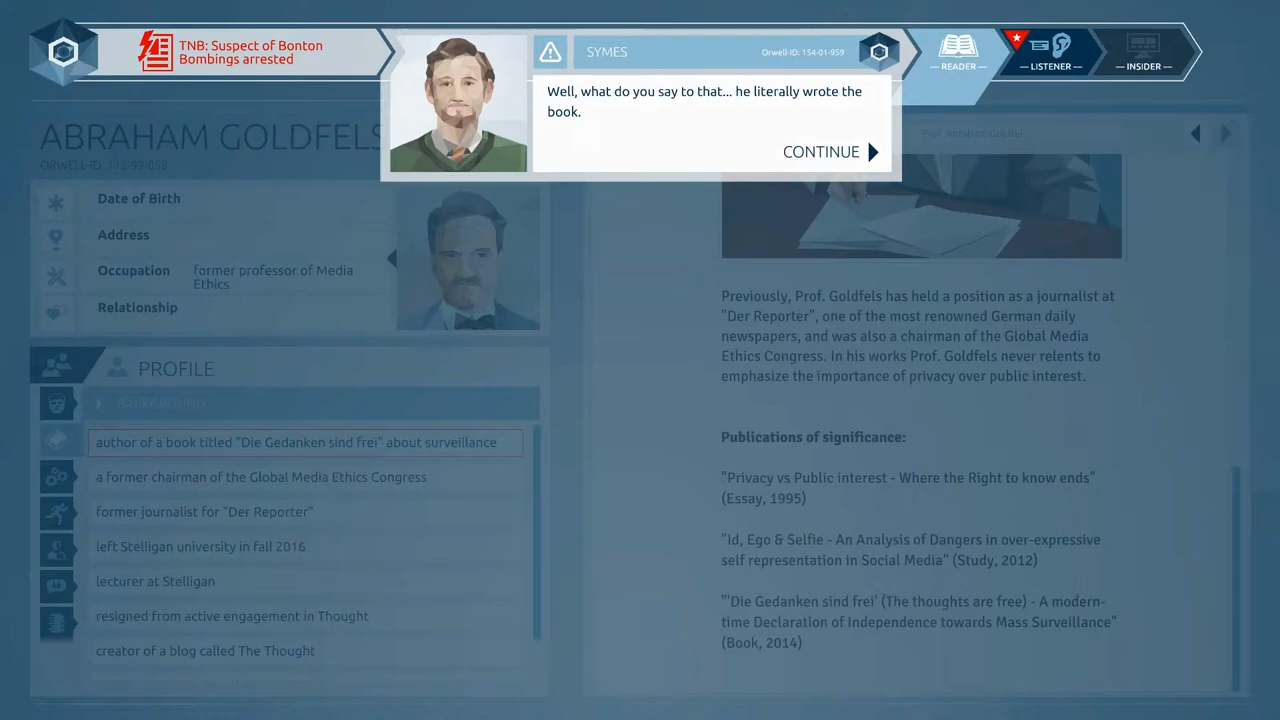 TNB: Suspect of Bonton
Bombings arrested
SYMES
Orwell-ID: 154-01-959
Well, what do you say to that... he literally wrote the
book.
CONTINUE
— READER —
— LISTENER —
— INSIDER —
ABRAHAM GOLDFELS
ORWELL-ID: 172-99-058
Date of Birth
Address
Occupation former professor of Media
Ethics
Relationship
PROFILE
BACKGROUND
author of a book titled "Die Gedanken sind frei" about surveillance
a former chairman of the Global Media Ethics Congress
former journalist for "Der Reporter"
left Stelligan university in fall 2016
lecturer at Stelligan
resigned from active engagement in Thought
creator of a blog called The Thought
Prof. Abraham Goldfel
Previously, Prof. Goldfels has held a position as a journalist at
"Der Reporter", one of the most renowned German daily
newspapers, and was also a chairman of the Global Media
Ethics Congress. In his works Prof. Goldfels never relents to
emphasize the importance of privacy over public interest.
Publications of significance:
"Privacy vs Public interest - Where the Right to know ends"
(Essay, 1995)
"Id, Ego & Selfie - An Analysis of Dangers in over-expressive
self representation in Social Media" (Study, 2012)
"'Die Gedanken sind frei' (The thoughts are free) - A modern-
time Declaration of Independence towards Mass Surveillance"
(Book, 2014)